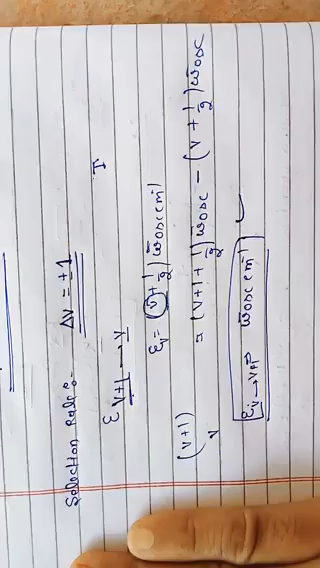 Selection Rule :- ΔV = ±1
I
ε V+1 → V
εᵥ = (V + 1/2) ω̄osc cm⁻¹
(V+1) = (V + 1 + 1/2) ω̄osc − (V + 1/2) ω̄osc
V
ω̄osc cm⁻¹